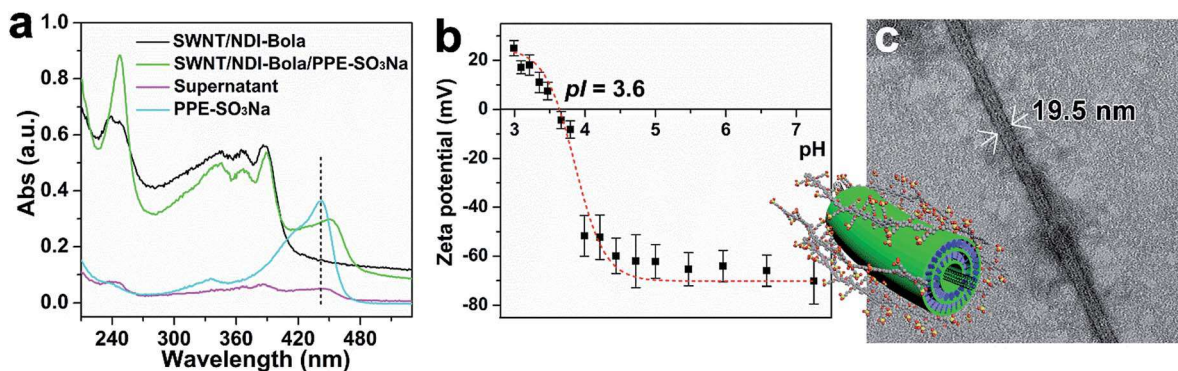 a
SWNT/NDI-Bola
SWNT/NDI-Bola/PPE-SO₃Na
Supernatant
PPE-SO₃Na
1.0
0.8
0.6
0.4
0.2
0.0
Abs (a.u.)
240 300 360 420 480
Wavelength (nm)
b
40
20
0
-20
-40
-60
-80
Zeta potential (mV)
pI = 3.6
3 4 5 6 7
pH
c
19.5 nm